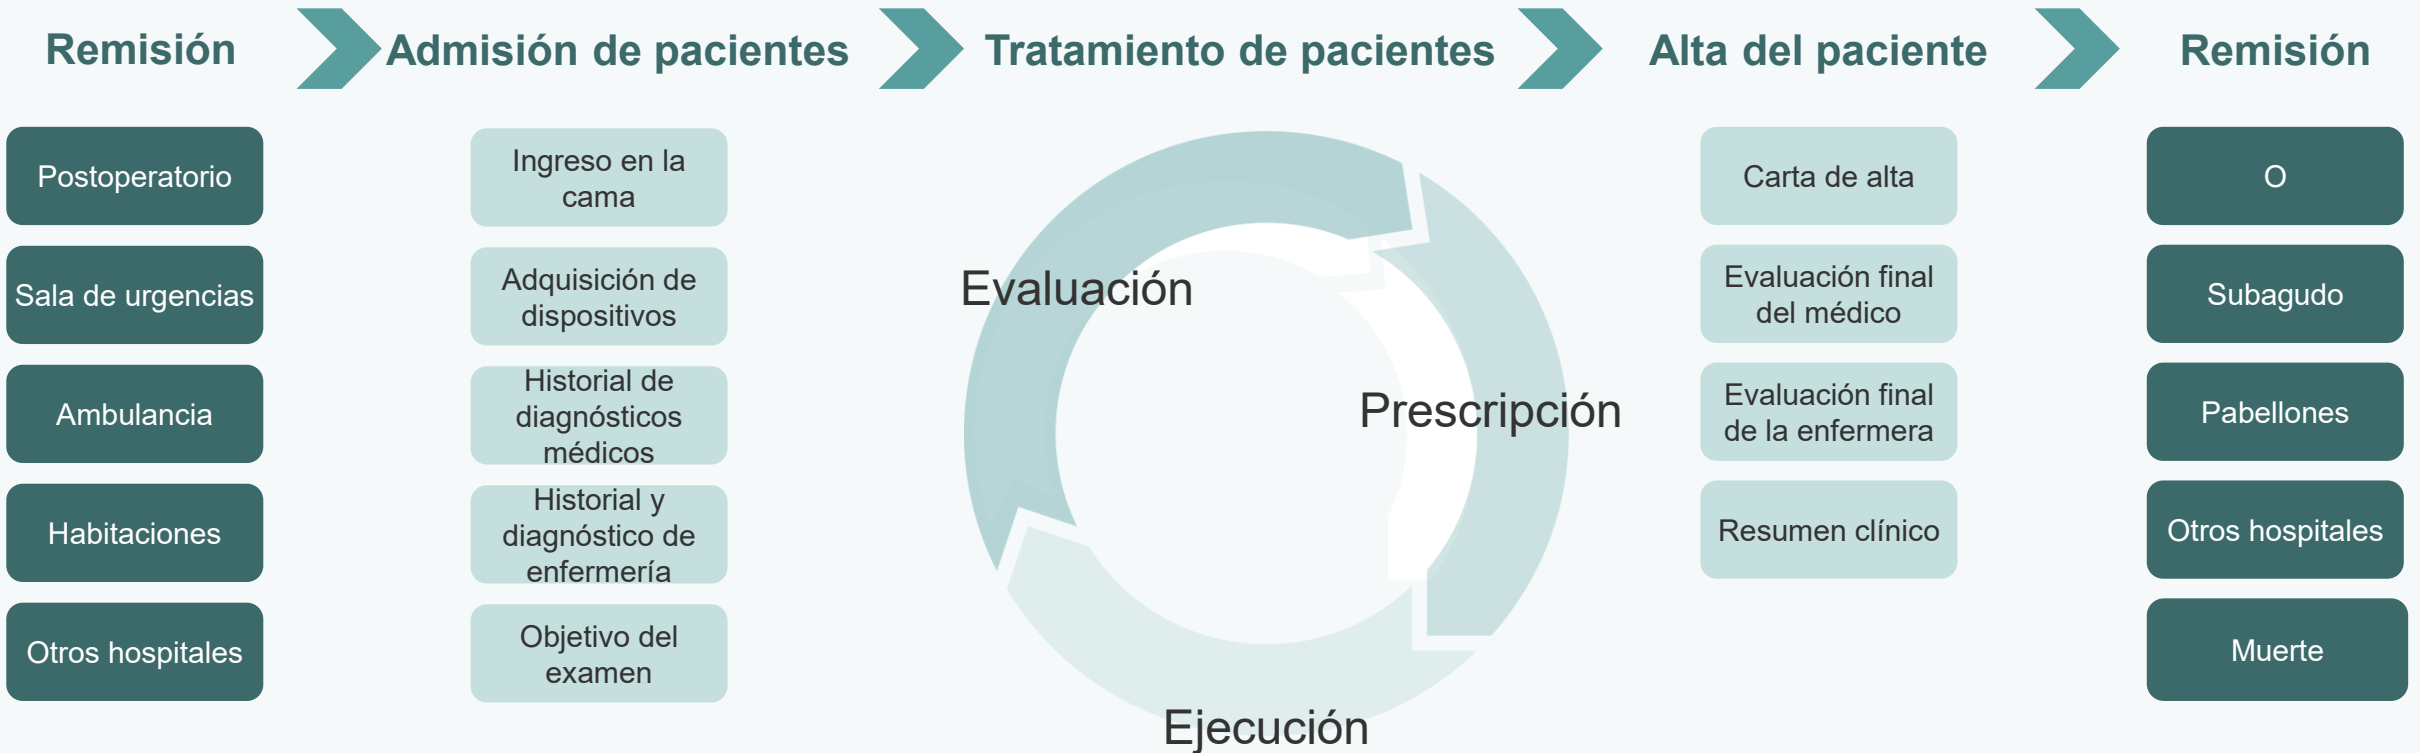 Remisión
Admisión de pacientes
Tratamiento de pacientes
Alta del paciente
Remisión
Postoperatorio
Sala de urgencias
Ambulancia
Habitaciones
Otros hospitales
Ingreso en la
cama
Adquisición de
dispositivos
Historial de
diagnósticos
médicos
Historial y
diagnóstico de
enfermería
Objetivo del
examen
Evaluación
Prescripción
Ejecución
Carta de alta
Evaluación final
del médico
Evaluación final
de la enfermera
Resumen clínico
O
Subagudo
Pabellones
Otros hospitales
Muerte